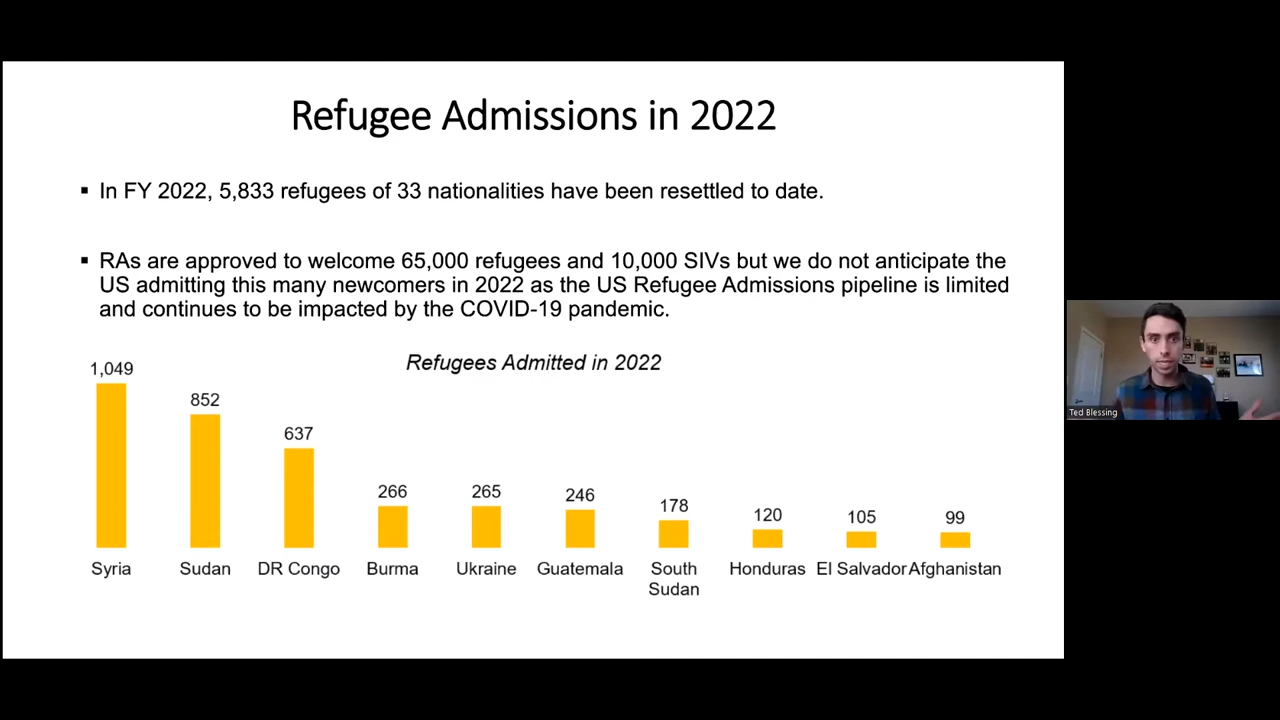 Refugee Admissions in 2022
▪ In FY 2022, 5,833 refugees of 33 nationalities have been resettled to date.
▪ RAs are approved to welcome 65,000 refugees and 10,000 SIVs but we do not anticipate the
US admitting this many newcomers in 2022 as the US Refugee Admissions pipeline is limited
and continues to be impacted by the COVID-19 pandemic.
Refugees Admitted in 2022
1,049
852
637
266
265
246
178
120
105
99
Syria
Sudan
DR Congo
Burma
Ukraine
Guatemala
South
Sudan
Honduras
El Salvador
Afghanistan
Ted Blessing